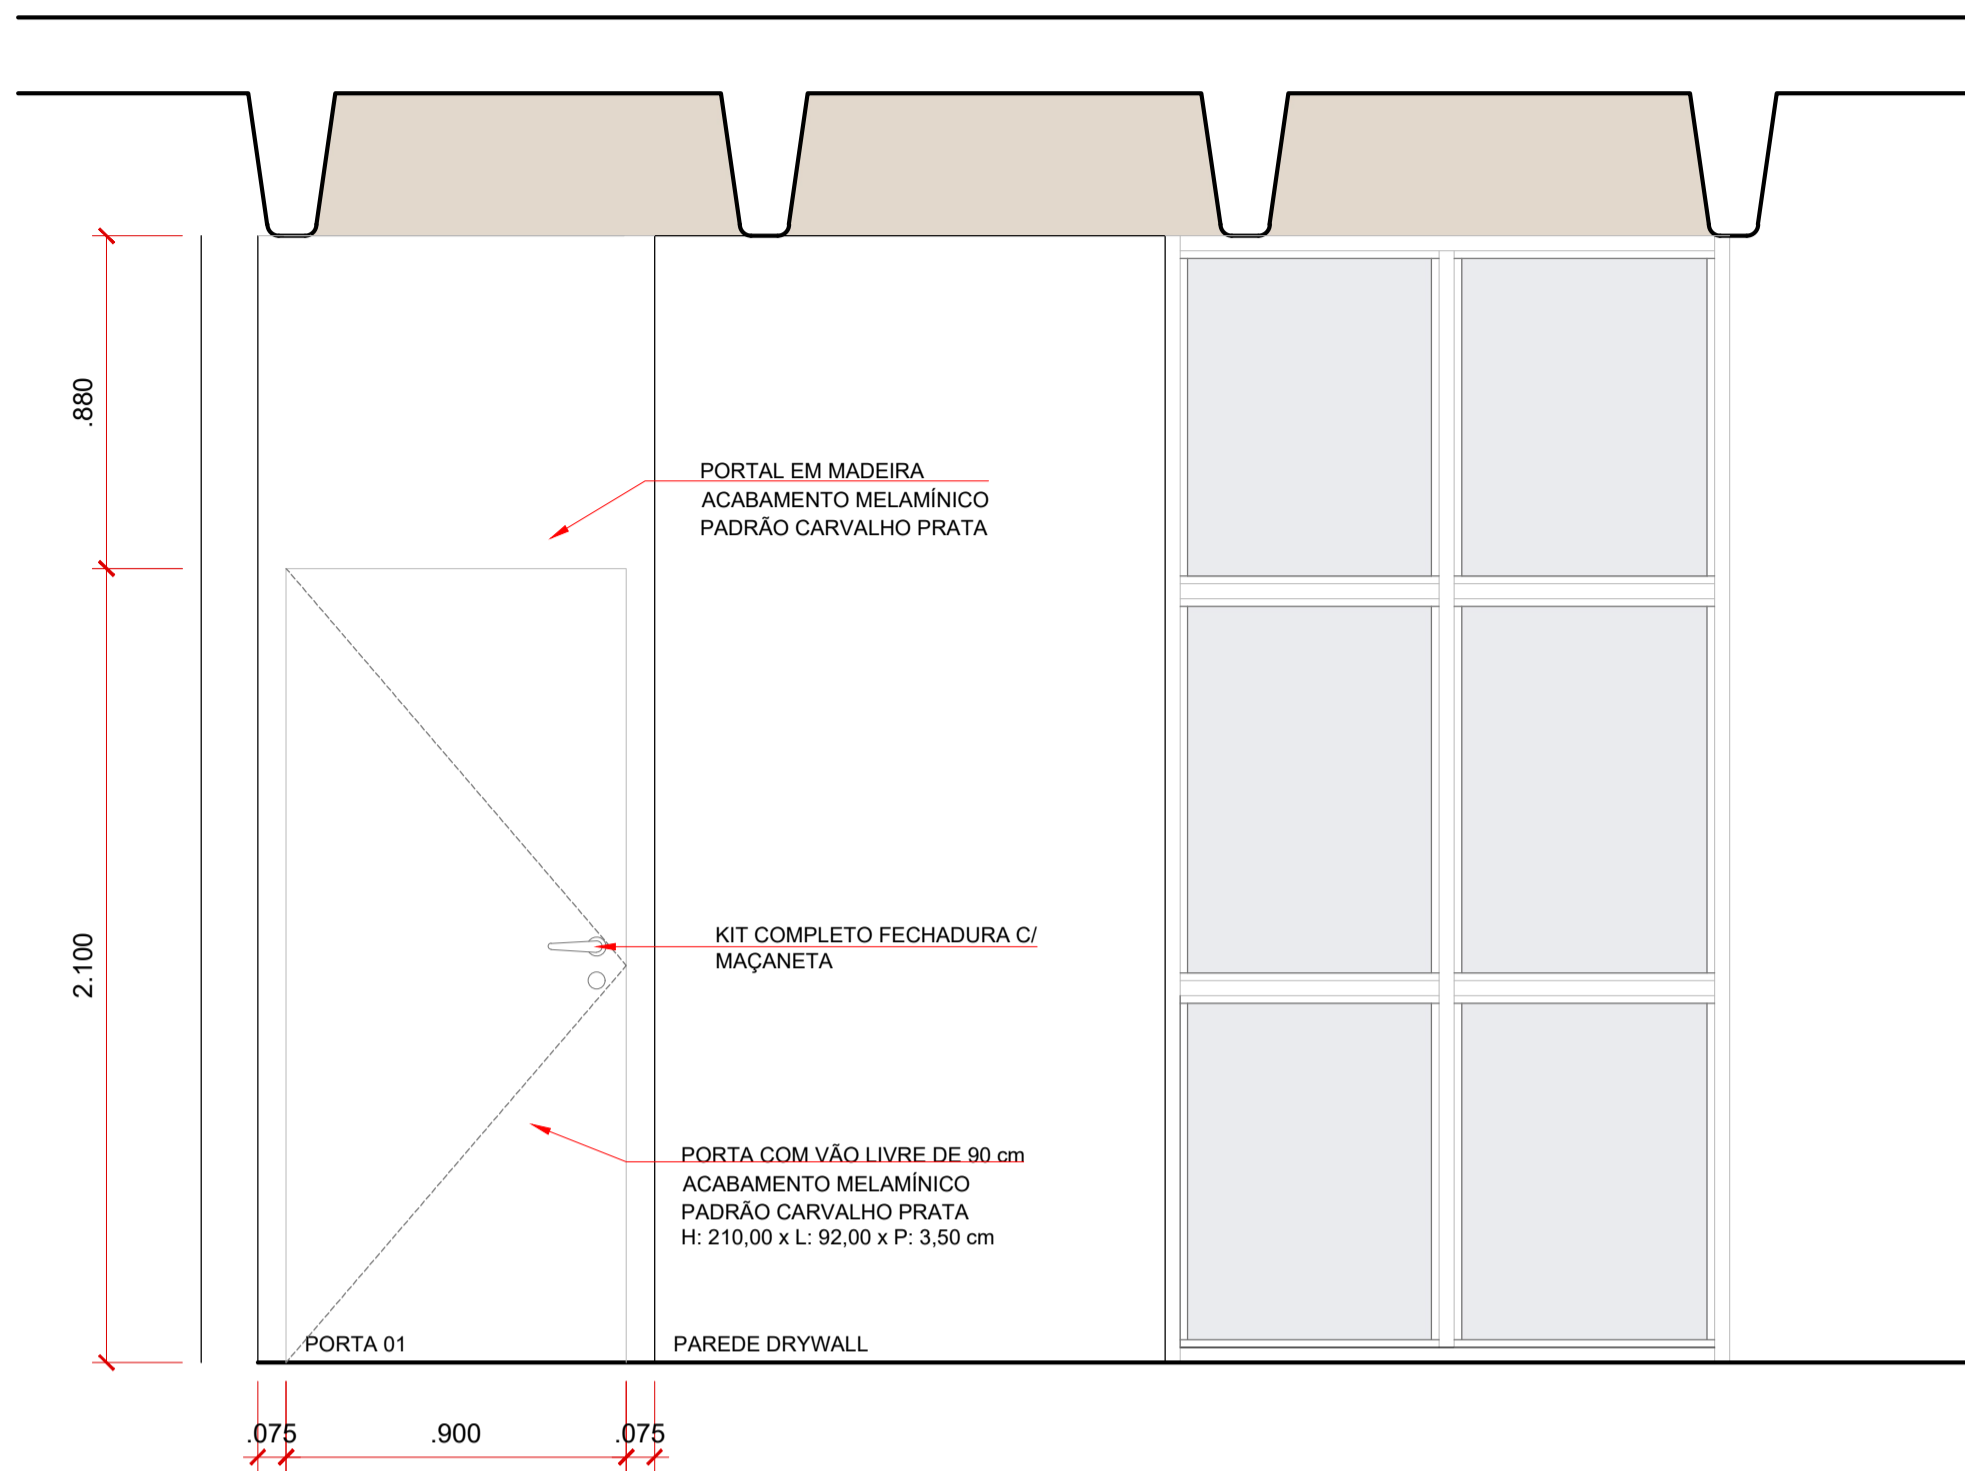 .880
PORTAL EM MADEIRA
ACABAMENTO MELAMÍNICO
PADRÃO CARVALHO PRATA
2.100
KIT COMPLETO FECHADURA C/
MAÇANETA
PORTA COM VÃO LIVRE DE 90 cm
ACABAMENTO MELAMÍNICO
PADRÃO CARVALHO PRATA
H: 210,00 x L: 92,00 x P: 3,50 cm
PORTA 01
PAREDE DRYWALL
.075
.900
.075